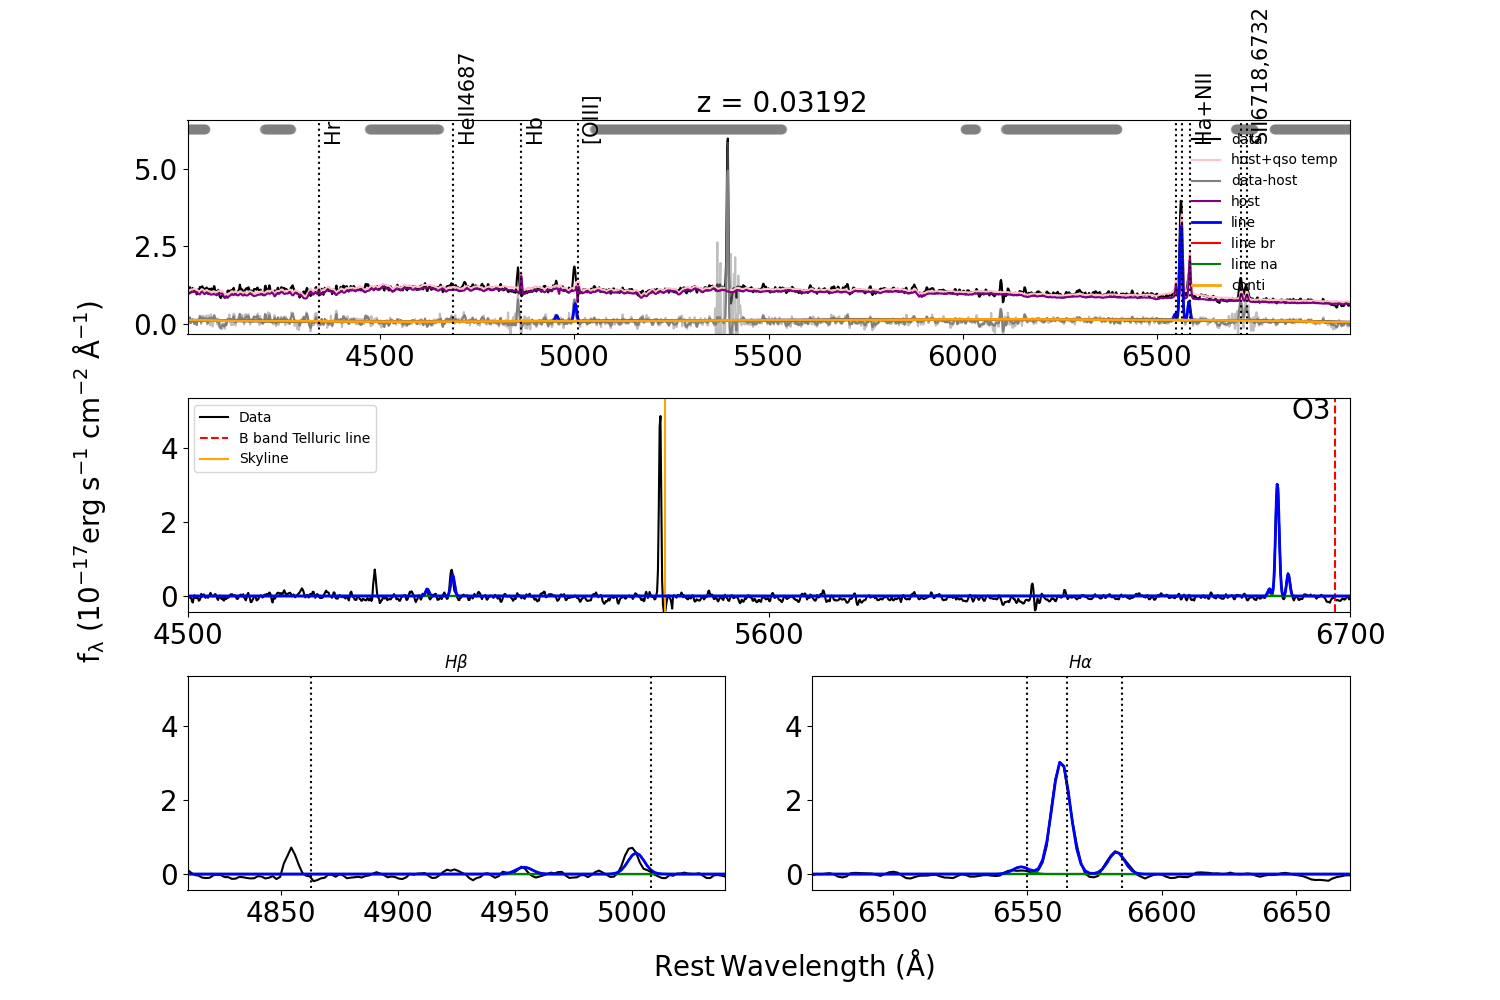 z = 0.03192
Hr
HeII4687
Hb
[OIII]
Ha+NII
SII6718,6732
data
host+qso temp
data-host
host
line
line br
line na
conti
5.0
2.5
0.0
4500 5000 5500 6000 6500
fλ (10−17erg s−1 cm−2 Å−1)
Data
B band Telluric line
Skyline
O3
4
2
0
4500 5600 6700
Hβ
4
2
0
4850 4900 4950 5000
Hα
4
2
0
6500 6550 6600 6650
Rest Wavelength (Å)